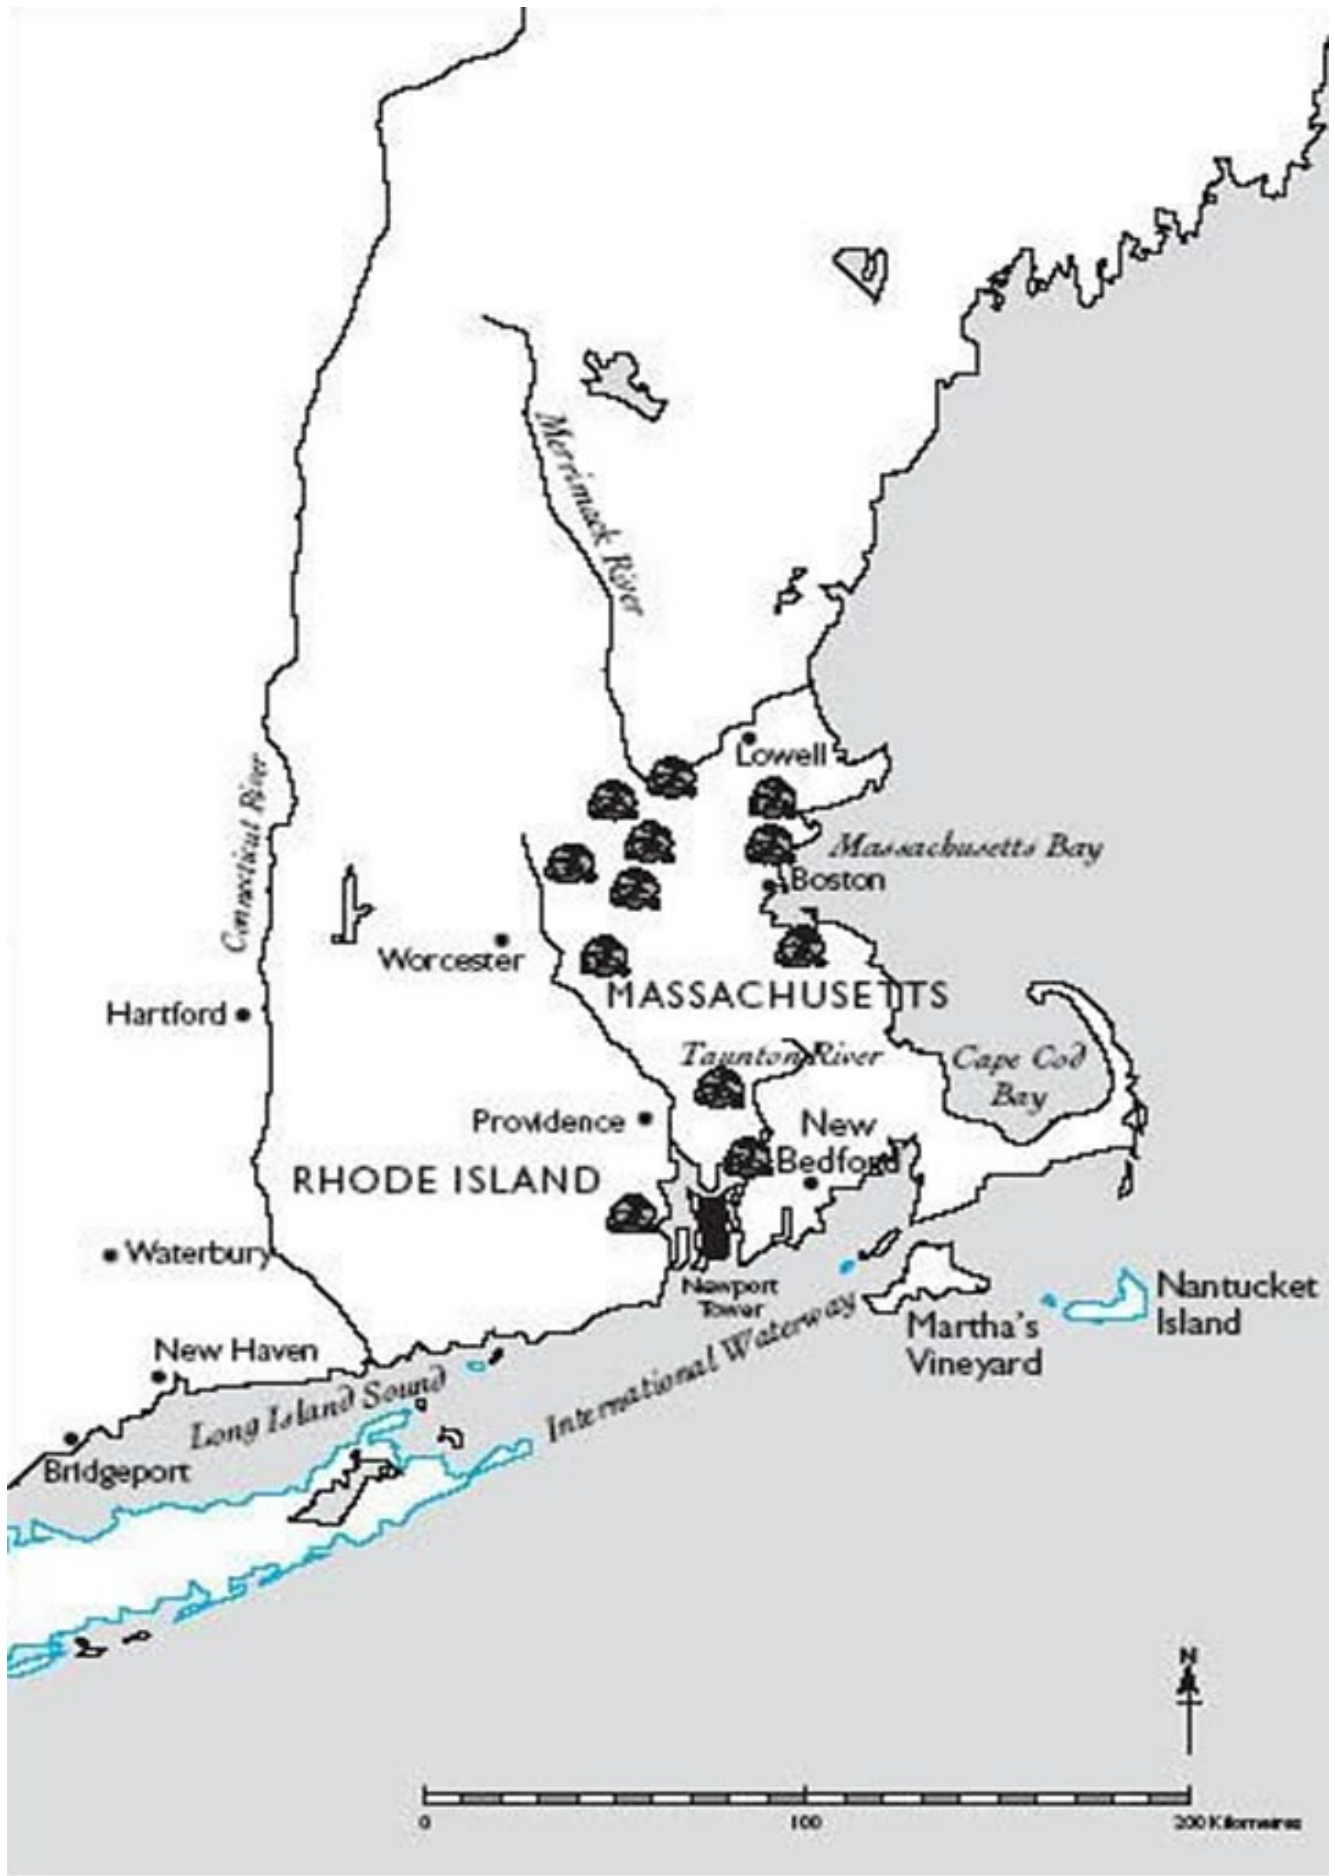 Merrimack River
Lowell
Connecticut River
Massachusetts Bay
Boston
Worcester
MASSACHUSETTS
Hartford
Taunton River
Cape Cod
Bay
Providence
New
Bedford
RHODE ISLAND
Waterbury
Newport
Tower
Nantucket
Island
Martha's
Vineyard
New Haven
Long Island Sound
International Waterway
Bridgeport
N
0
100
200 Kilometres